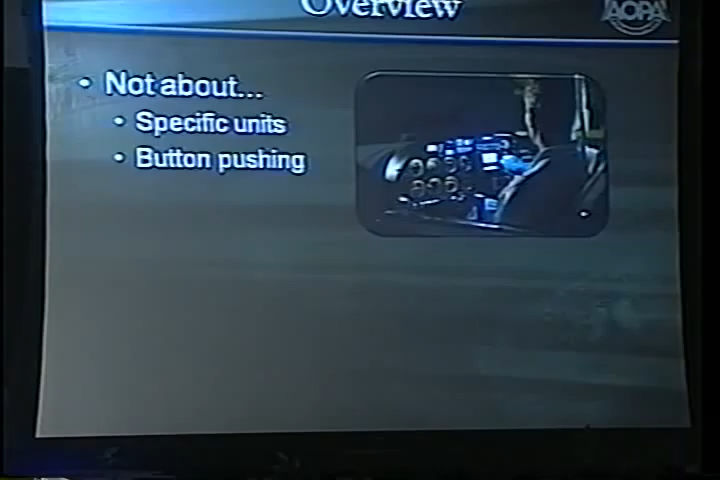 Overview
AOPA
• Not about...
• Specific units
• Button pushing